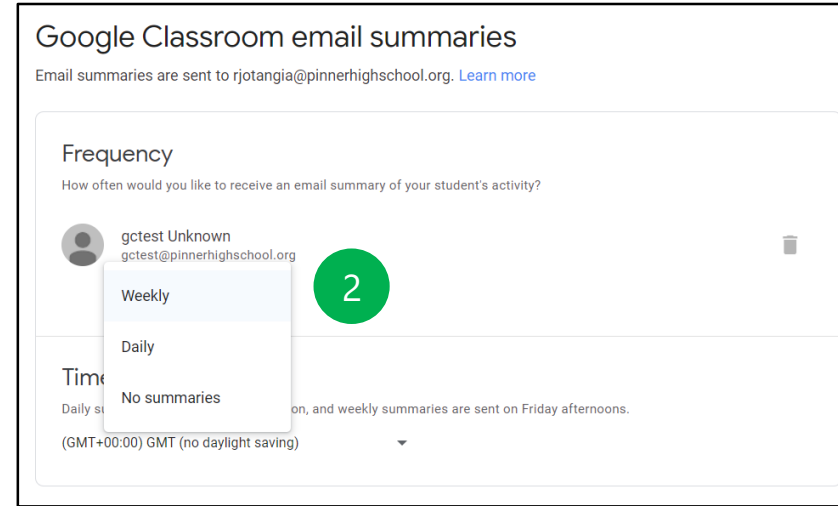 Google Classroom email summaries
Email summaries are sent to rjotangia@pinnerhighschool.org. Learn more
Frequency
How often would you like to receive an email summary of your student's activity?
gctest Unknown
gctest@pinnerhighschool.org
Weekly
2
Daily
No summaries
Time
Daily su on, and weekly summaries are sent on Friday afternoons.
(GMT+00:00) GMT (no daylight saving)